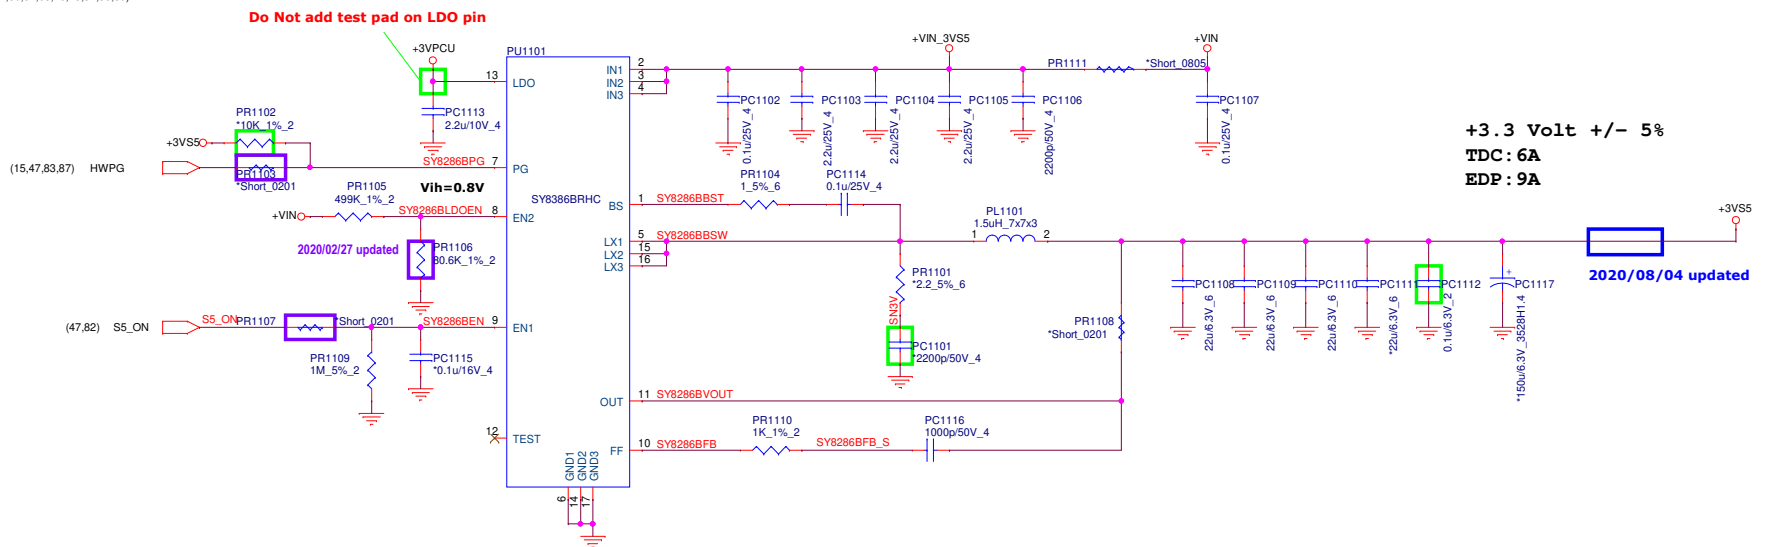 Do Not add test pad on LDO pin
+3VPCU
PU1101
13
LDO
PC1113
2.2u/10V_4
PR1102
*10K_1%_2
+3VS5
(15,47,83,87) HWPG
PR1103
*Short_0201
SY8286BPG
7
PG
Vih=0.8V
PR1105
499K_1%_2
+VIN
SY8286BLDOEN
8
EN2
2020/02/27 updated
PR1106
80.6K_1%_2
(47,82) S5_ON
S5_ON
PR1107
*Short_0201
SY8286BEN
9
EN1
PR1109
1M_5%_2
PC1115
*0.1u/16V_4
12
TEST
SY8386BRHC
GND1
GND2
GND3
6
14
17
IN1
IN2
IN3
2
3
4
+VIN_3VS5
+VIN
PR1111
*Short_0805
PC1102
0.1u/25V_4
PC1103
2.2u/25V_4
PC1104
2.2u/25V_4
PC1105
2.2u/25V_4
PC1106
2200p/50V_4
PC1107
0.1u/25V_4
+3.3 Volt +/- 5%
TDC:6A
EDP:9A
BS
1
SY8286BBST
PR1104
1_5%_6
PC1114
0.1u/25V_4
LX1
LX2
LX3
5
15
16
SY8286BBSW
PL1101
1.5uH_7x7x3
1
2
PR1101
*2.2_5%_6
SN3V
PC1101
*2200p/50V_4
PR1108
*Short_0201
PC1108
22u/6.3V_6
PC1109
22u/6.3V_6
PC1110
22u/6.3V_6
PC1111
*22u/6.3V_6
PC1112
0.1u/6.3V_2
+
PC1117
*150u/6.3V_3528H1.4
+3VS5
2020/08/04 updated
OUT
11
SY8286BVOUT
FF
10
SY8286BFB
PR1110
1K_1%_2
SY8286BFB_S
PC1116
1000p/50V_4